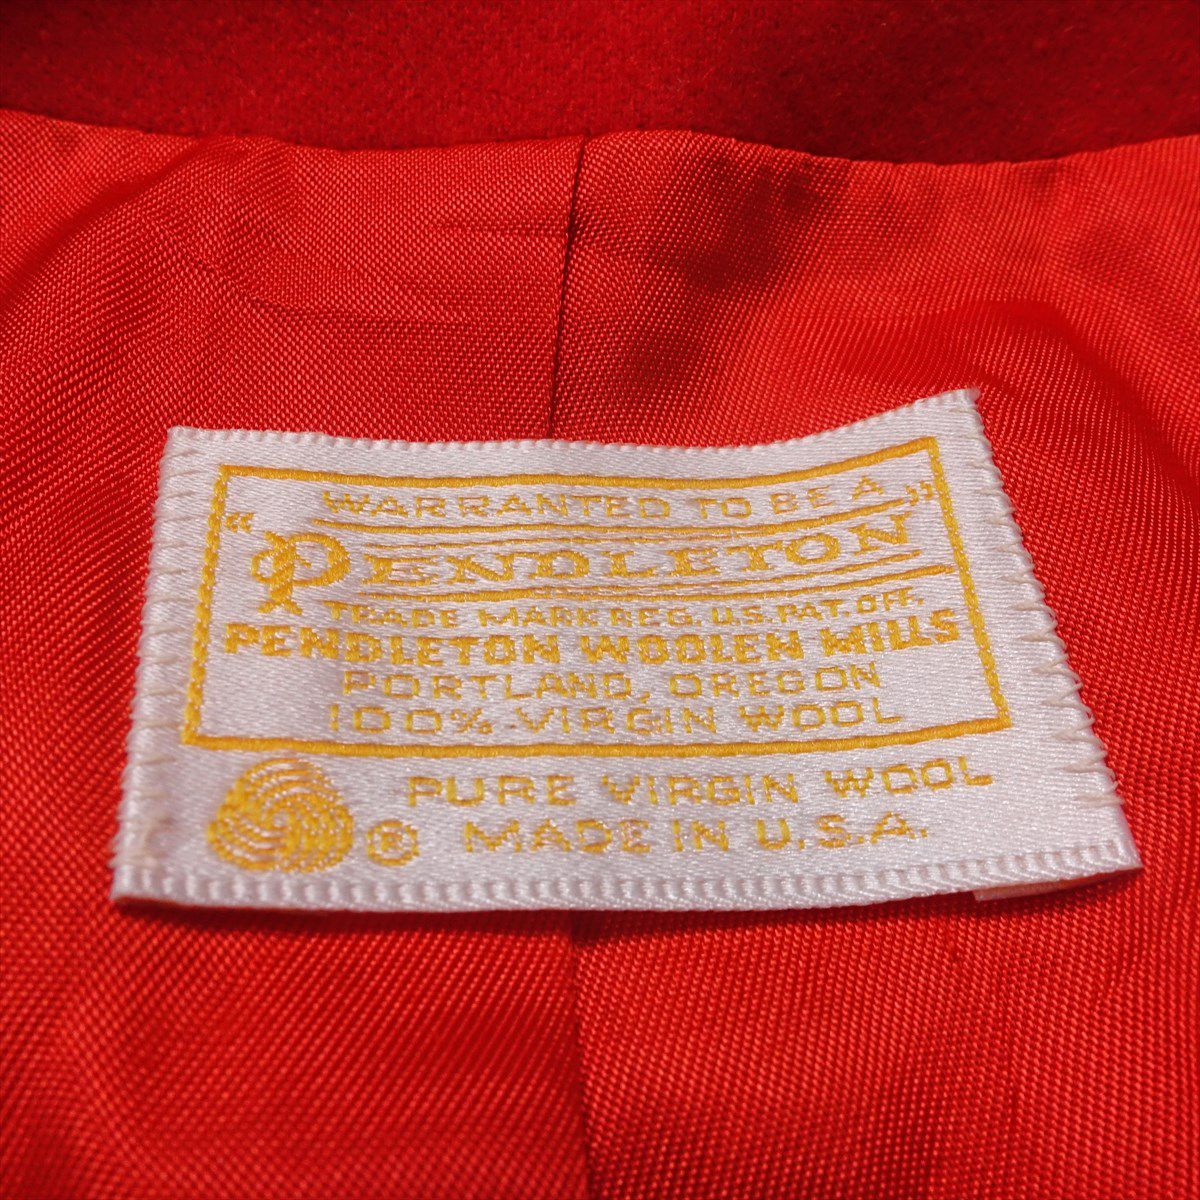 WARRANTED TO BE A
"PENDLETON"
TRADE MARK REG. U.S. PAT. OFF.
PENDLETON WOOLEN MILLS
PORTLAND, OREGON
100% VIRGIN WOOL
PURE VIRGIN WOOL
® MADE IN U.S.A.